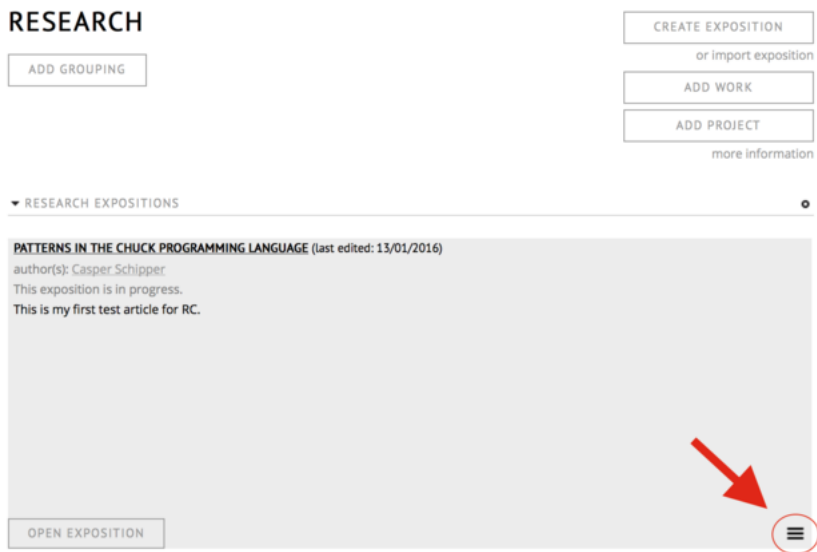 RESEARCH
CREATE EXPOSITION
or import exposition
ADD GROUPING
ADD WORK
ADD PROJECT
more information
RESEARCH EXPOSITIONS
PATTERNS IN THE CHUCK PROGRAMMING LANGUAGE (last edited: 13/01/2016)
author(s): Casper Schipper
This exposition is in progress.
This is my first test article for RC.
OPEN EXPOSITION